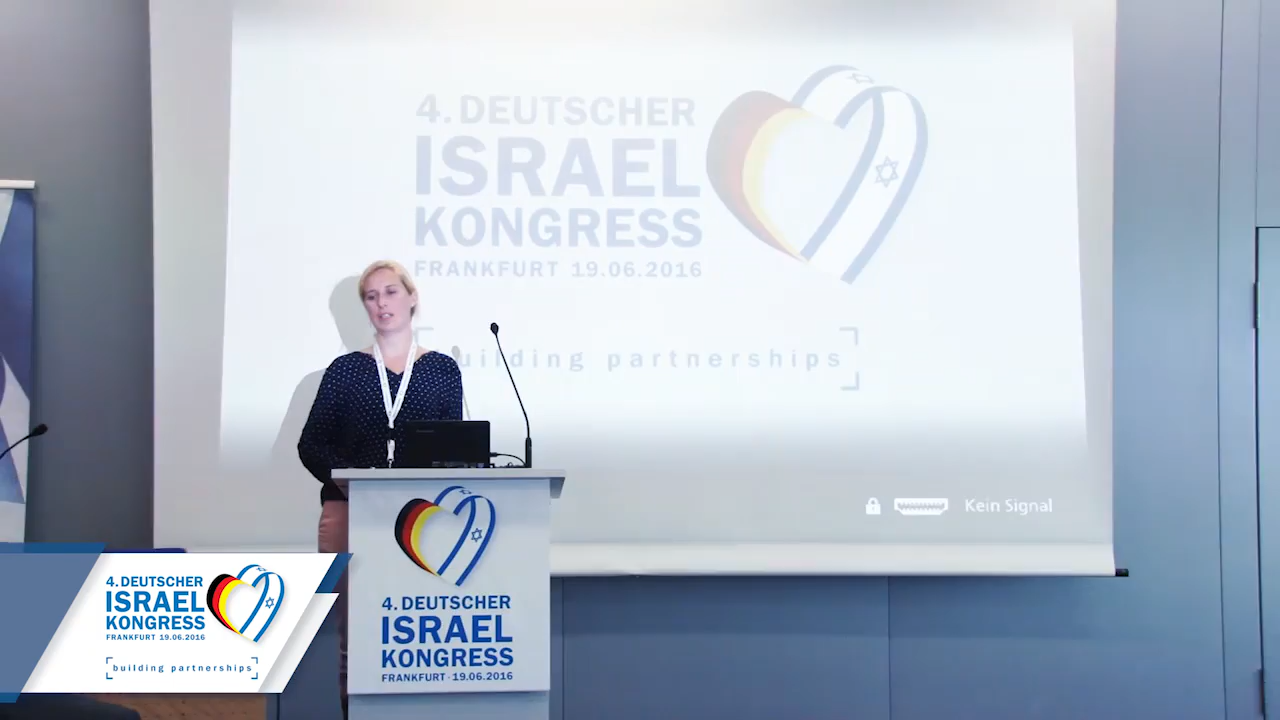 4. DEUTSCHER
ISRAEL
KONGRESS
FRANKFURT 19.06.2016
building partnerships
Kein Signal
4. DEUTSCHER
ISRAEL
KONGRESS
FRANKFURT · 19.06.2016
4. DEUTSCHER
ISRAEL
KONGRESS
FRANKFURT 19.06.2016
building partnerships